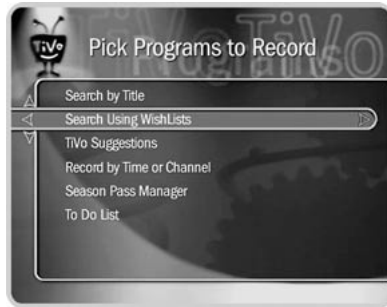 TiVo
Pick Programs to Record
Search by Title
Search Using WishLists
TiVo Suggestions
Record by Time or Channel
Season Pass Manager
To Do List